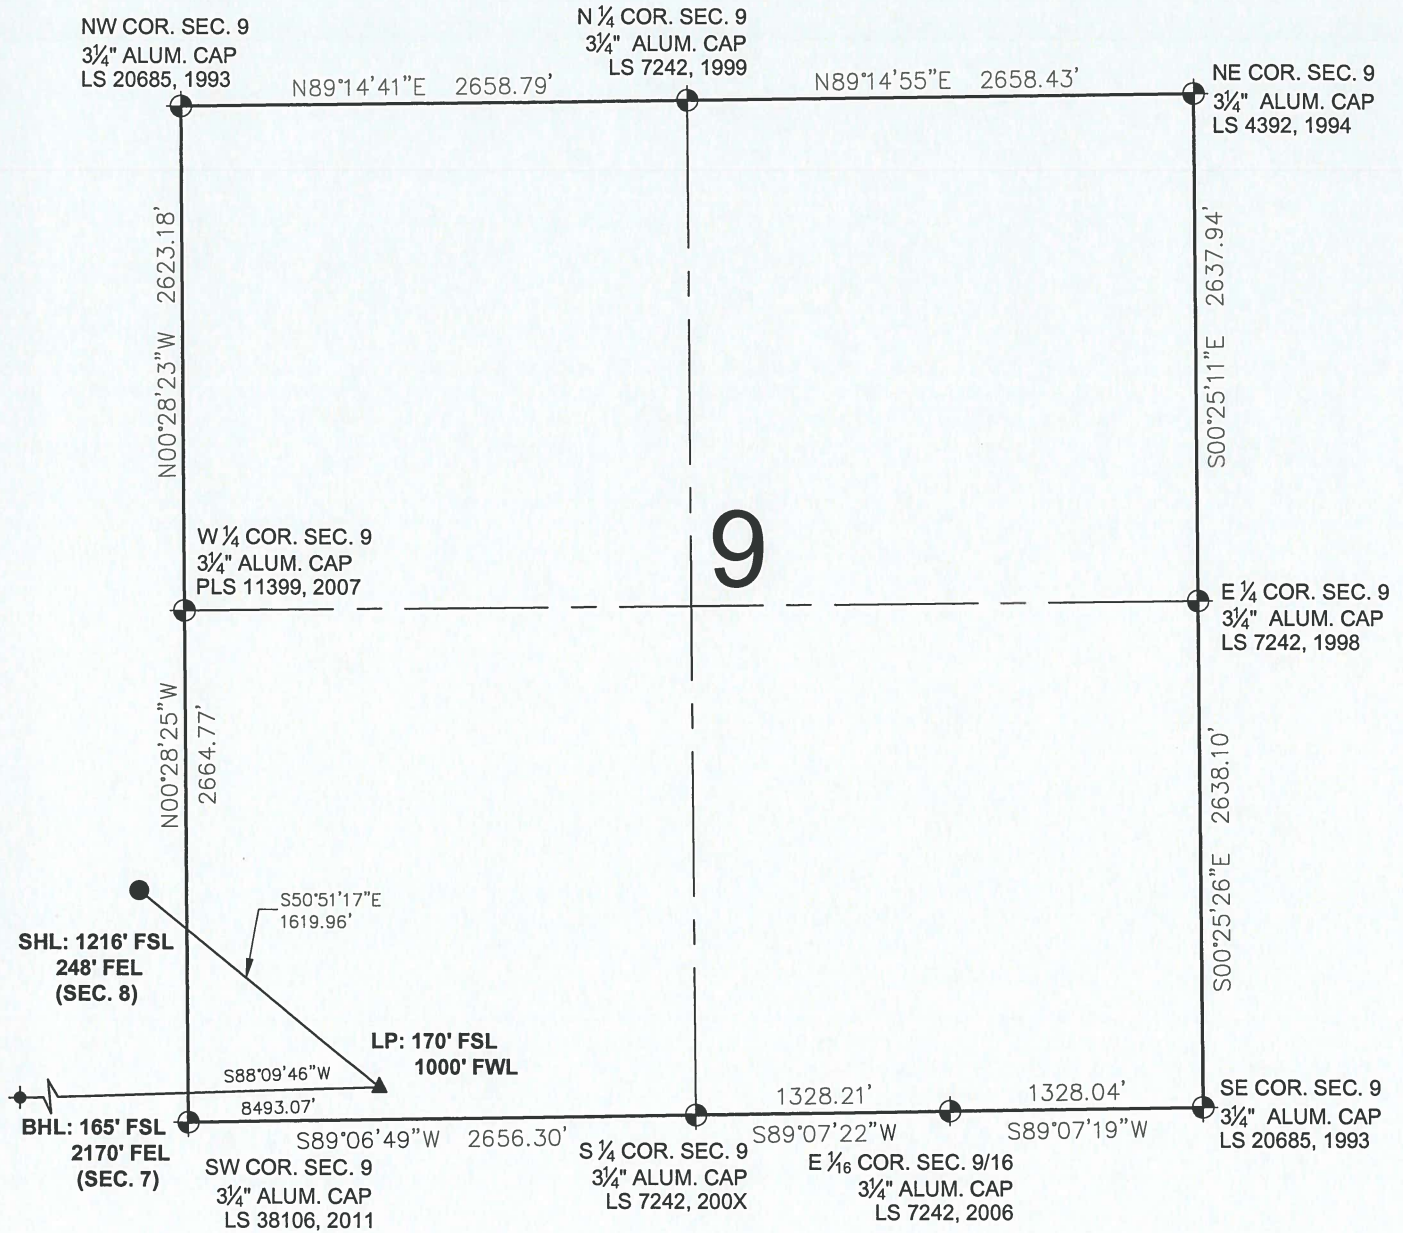 NW COR. SEC. 9
3¼" ALUM. CAP
LS 20685, 1993
N89°14'41"E 2658.79'
N ¼ COR. SEC. 9
3¼" ALUM. CAP
LS 7242, 1999
N89°14'55"E 2658.43'
NE COR. SEC. 9
3¼" ALUM. CAP
LS 4392, 1994
N00°28'23"W 2623.18'
S00°25'11"E 2637.94'
9
W ¼ COR. SEC. 9
3¼" ALUM. CAP
PLS 11399, 2007
E ¼ COR. SEC. 9
3¼" ALUM. CAP
LS 7242, 1998
N00°28'25"W
2664.77'
S00°25'26"E 2638.10'
S50°51'17"E
1619.96'
SHL: 1216' FSL
248' FEL
(SEC. 8)
LP: 170' FSL
1000' FWL
S88°09'46"W
8493.07'
BHL: 165' FSL
2170' FEL
(SEC. 7)
S89°06'49"W 2656.30'
SW COR. SEC. 9
3¼" ALUM. CAP
LS 38106, 2011
S ¼ COR. SEC. 9
3¼" ALUM. CAP
LS 7242, 200X
1328.21'
S89°07'22"W
E 1⁄16 COR. SEC. 9/16
3¼" ALUM. CAP
LS 7242, 2006
1328.04'
S89°07'19"W
SE COR. SEC. 9
3¼" ALUM. CAP
LS 20685, 1993